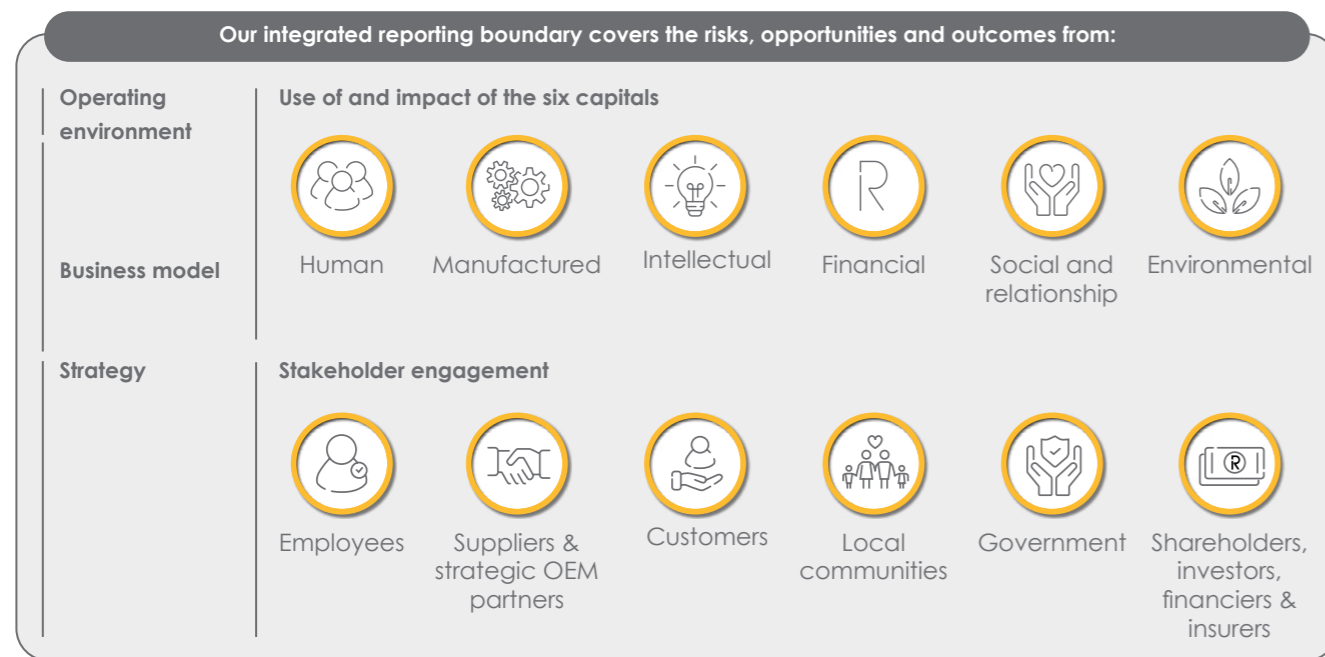 Our integrated reporting boundary covers the risks, opportunities and outcomes from:
Operating
environment
Business model
Strategy
Use of and impact of the six capitals
R
Human
Manufactured
Intellectual
Financial
Social and
relationship
Environmental
Stakeholder engagement
R
Employees
Suppliers &
strategic OEM
partners
Customers
Local
communities
Government
Shareholders,
investors,
financiers &
insurers